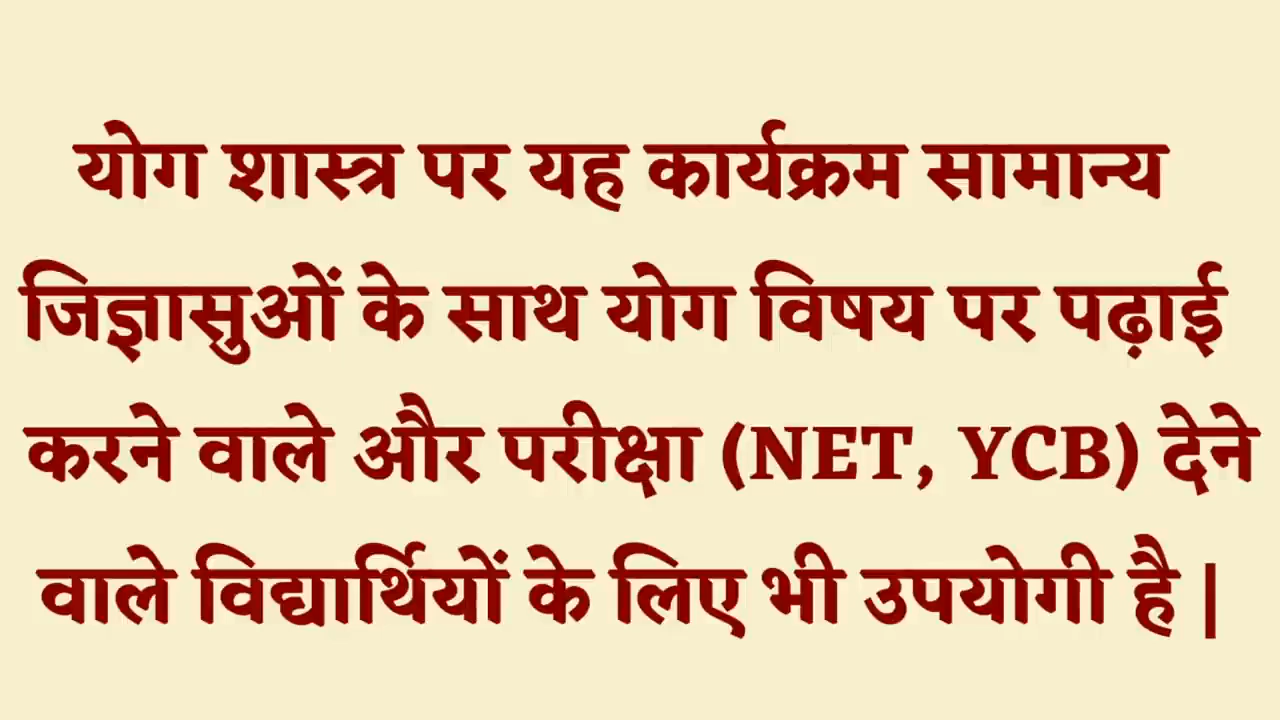 योग शास्त्र पर यह कार्यक्रम सामान्य
जिज्ञासुओं के साथ योग विषय पर पढ़ाई
करने वाले और परीक्षा (NET, YCB) देने
वाले विद्यार्थियों के लिए भी उपयोगी है |